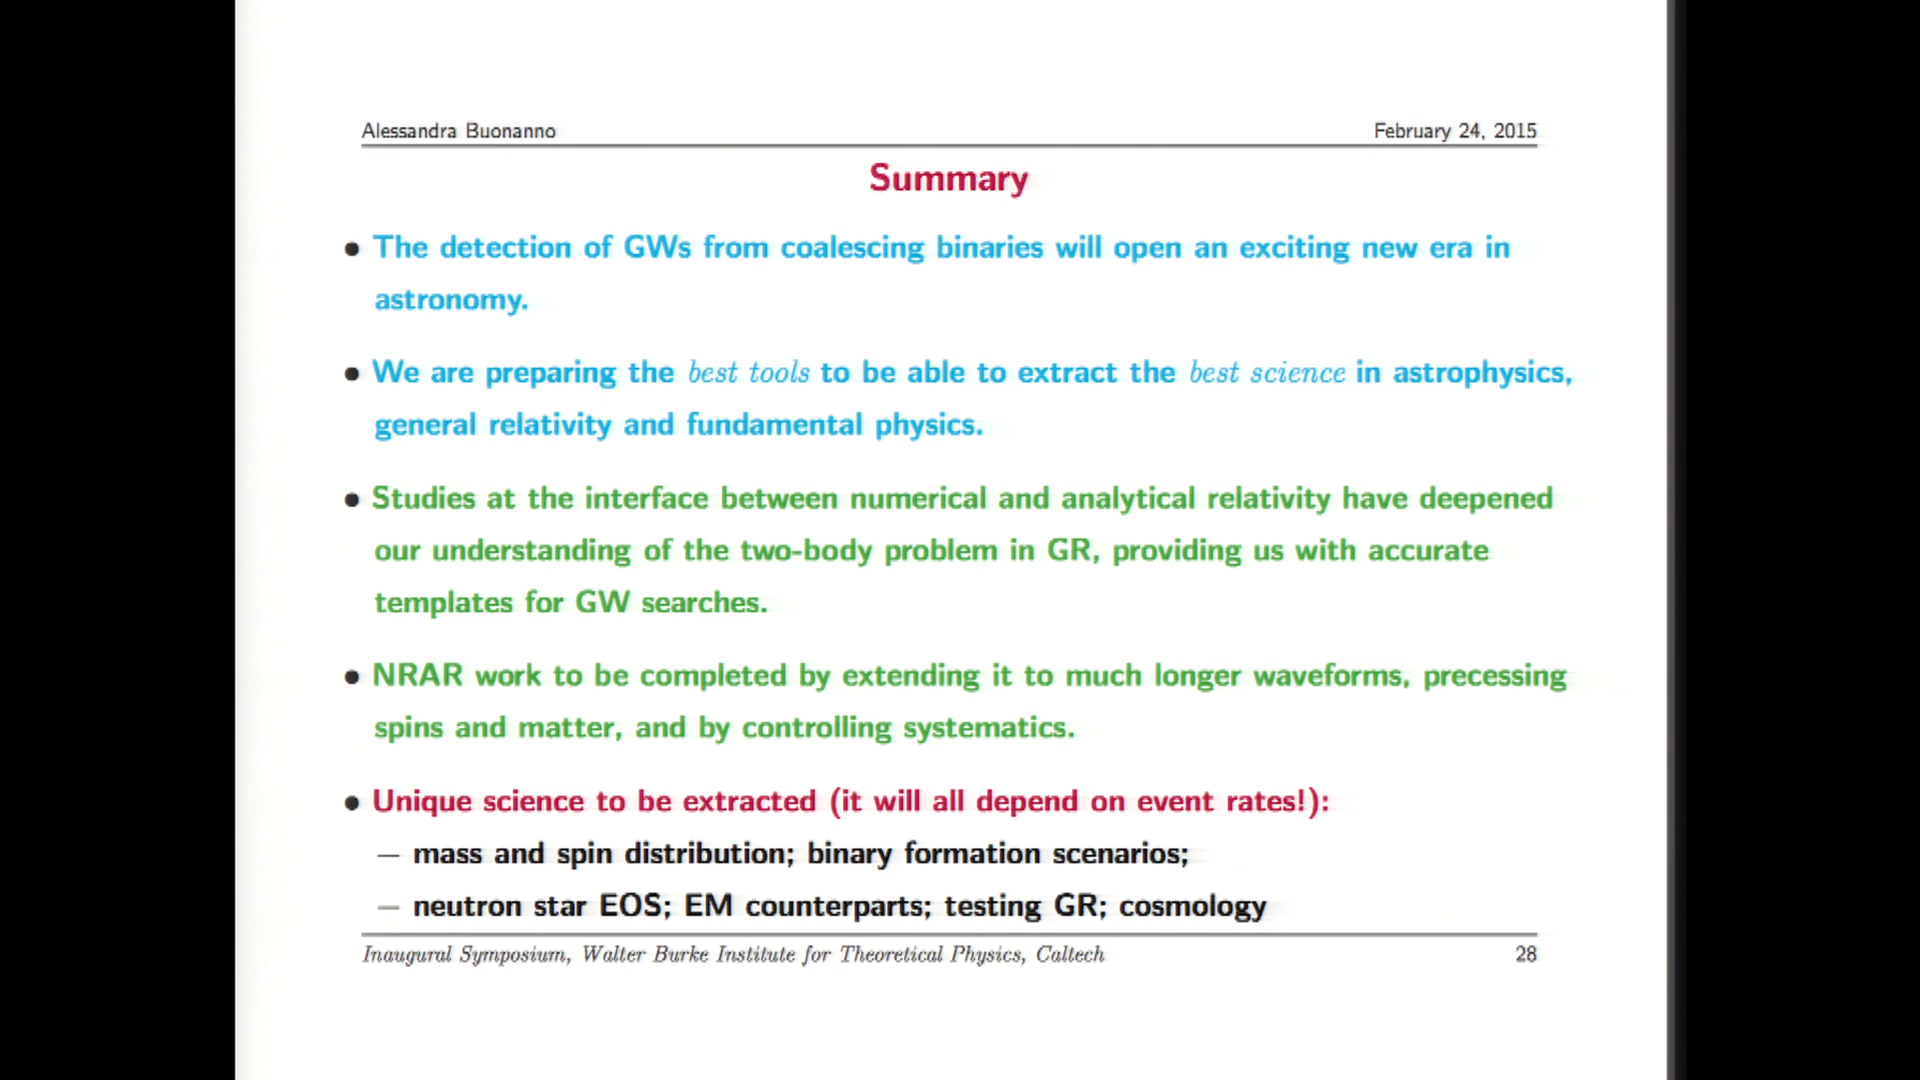 Alessandra Buonanno February 24, 2015
Summary
• The detection of GWs from coalescing binaries will open an exciting new era in
astronomy.
• We are preparing the best tools to be able to extract the best science in astrophysics,
general relativity and fundamental physics.
• Studies at the interface between numerical and analytical relativity have deepened
our understanding of the two-body problem in GR, providing us with accurate
templates for GW searches.
• NRAR work to be completed by extending it to much longer waveforms, precessing
spins and matter, and by controlling systematics.
• Unique science to be extracted (it will all depend on event rates!):
– mass and spin distribution; binary formation scenarios;
– neutron star EOS; EM counterparts; testing GR; cosmology
Inaugural Symposium, Walter Burke Institute for Theoretical Physics, Caltech 28